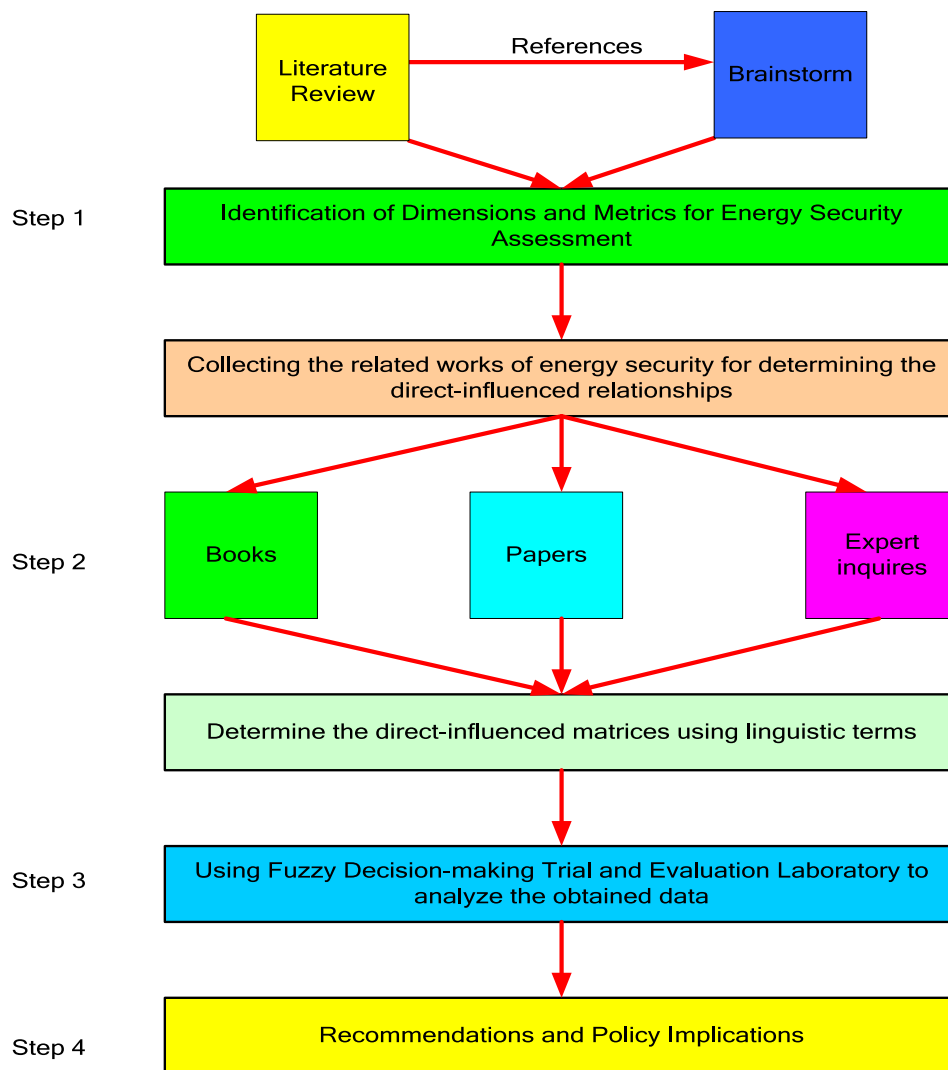 References
Literature
Review
Brainstorm
Step 1
Identification of Dimensions and Metrics for Energy Security
Assessment
Collecting the related works of energy security for determining the
direct-influenced relationships
Step 2
Books
Papers
Expert
inquires
Determine the direct-influenced matrices using linguistic terms
Step 3
Using Fuzzy Decision-making Trial and Evaluation Laboratory to
analyze the obtained data
Step 4
Recommendations and Policy Implications